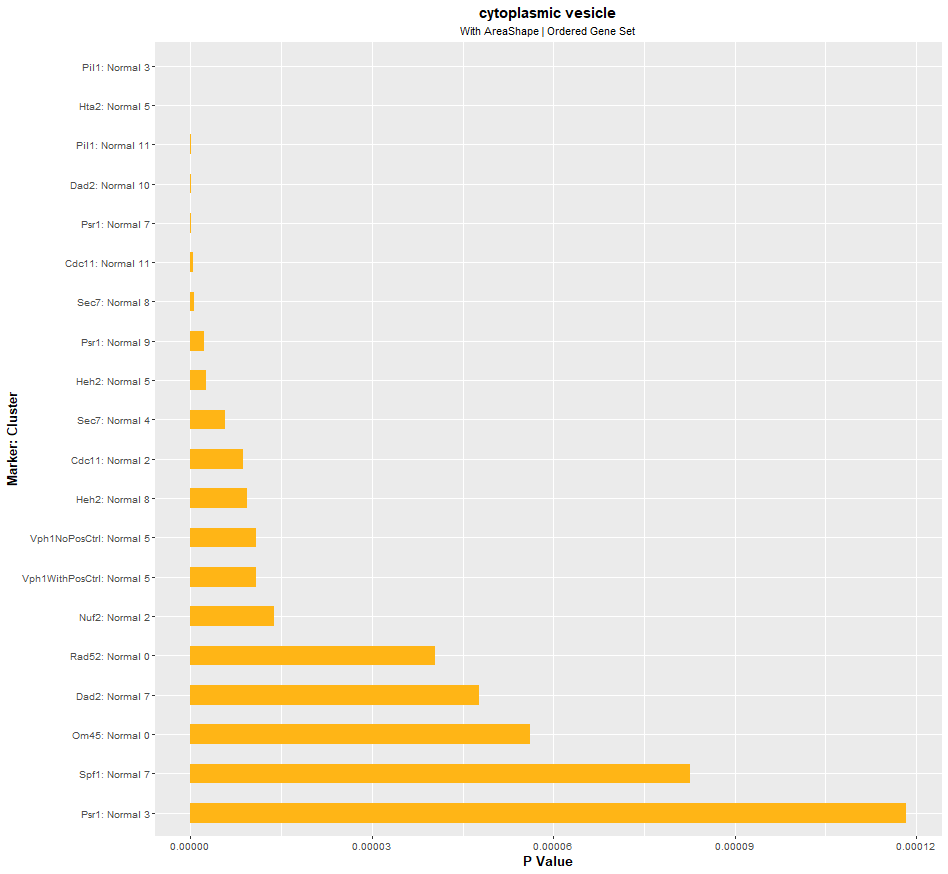 cytoplasmic vesicle
With AreaShape | Ordered Gene Set
Marker: Cluster
Pil1: Normal 3
Hta2: Normal 5
Pil1: Normal 11
Dad2: Normal 10
Psr1: Normal 7
Cdc11: Normal 11
Sec7: Normal 8
Psr1: Normal 9
Heh2: Normal 5
Sec7: Normal 4
Cdc11: Normal 2
Heh2: Normal 8
Vph1NoPosCtrl: Normal 5
Vph1WithPosCtrl: Normal 5
Nuf2: Normal 2
Rad52: Normal 0
Dad2: Normal 7
Om45: Normal 0
Spf1: Normal 7
Psr1: Normal 3
0.00000 0.00003 0.00006 0.00009 0.00012
P Value